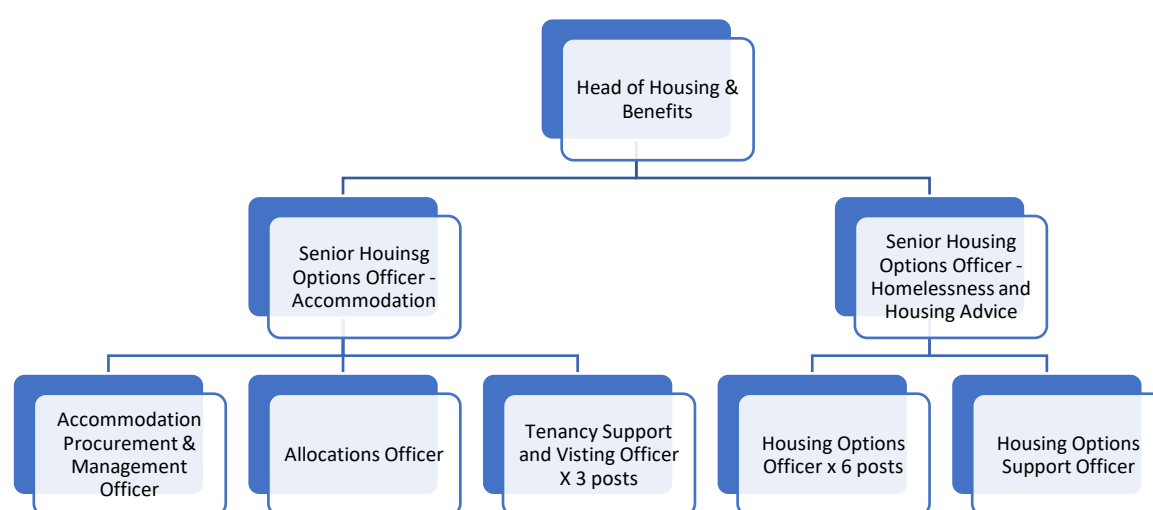 Head of Housing &
Benefits
Senior Houinsg
Options Officer -
Accommodation
Senior Housing
Options Officer -
Homelessness and
Housing Advice
Accommodation
Procurement &
Management
Officer
Allocations Officer
Tenancy Support
and Visting Officer
X 3 posts
Housing Options
Officer x 6 posts
Housing Options
Support Officer